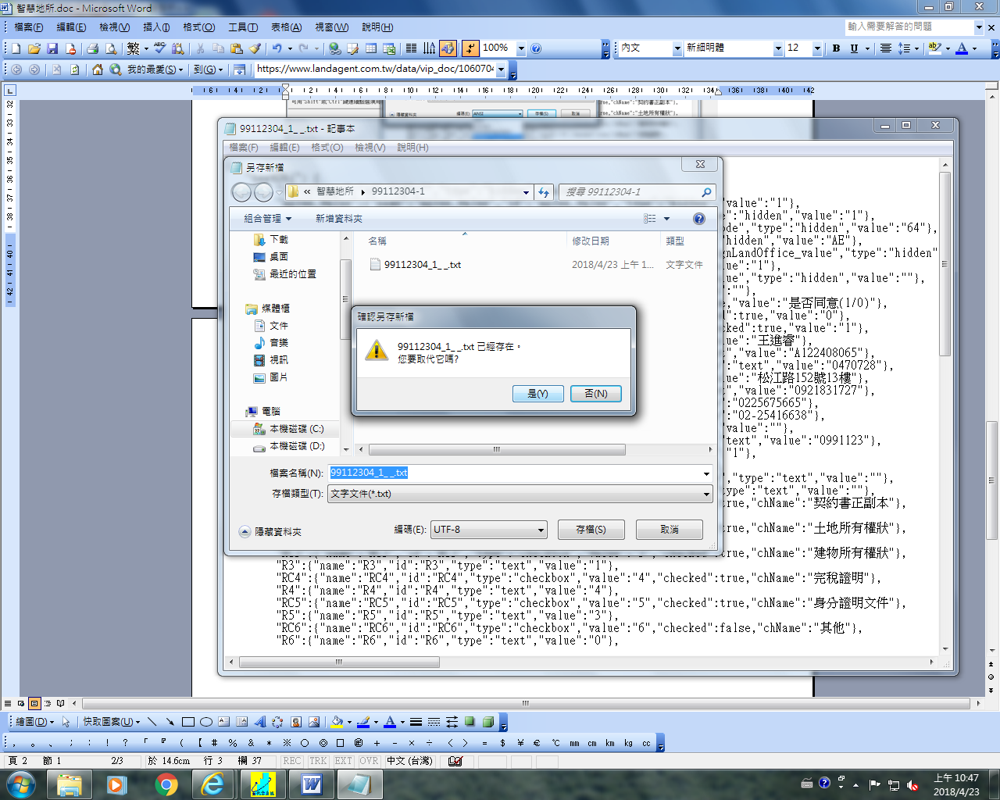 智慧地所.doc - Microsoft Word
檔案(F) 編輯(E) 檢視(V) 插入(I) 格式(O) 工具(T) 表格(A) 視窗(W) 說明(H) 輸入需要解答的問題
繁 100% 內文 新細明體 12 B U A
我的最愛(S) 到(G) https://www.landagent.com.tw/data/vip_doc/106070
99112304_1_ _.txt - 記事本
檔案(F) 編輯(E) 格式(O) 檢視(V) 說明(H)
另存新檔
« 智慧地所 ▸ 99112304-1 搜尋 99112304-1
組合管理 新增資料夾
下載
桌面
最近的位置
媒體櫃
文件
音樂
視訊
圖片
電腦
本機磁碟 (C:)
本機磁碟 (D:)
名稱 修改日期 類型
99112304_1_ _.txt 2018/4/23 上午 1... 文字文件
確認另存新檔
99112304_1_ _.txt 已經存在。
您要取代它嗎?
是(Y) 否(N)
檔案名稱(N): 99112304_1_ _.txt
存檔類型(T): 文字文件(*.txt)
隱藏資料夾 編碼(E): UTF-8 存檔(S) 取消
"value":"1"},
e":"hidden","value":"1"},
ode","type":"hidden","value":"64"},
"hidden","value":"AE"},
gnLandOffice_value","type":"hidden"
alue":"1"},
lue","type":"hidden","value":""},
:""},
e,"value":"是否同意(1/0)"},
ed":true,"value":"0"},
cked":true,"value":"1"},
lue":"王進睿"},
t","value":"A122408065"},
:"text","value":"0470728"},
alue":"松江路152號13樓"},
t","value":"0921831727"},
:"0225675665"},
:"02-25416638"},
value":""},
text","value":"0991123"},
"1"},
,"type":"text","value":""},
type":"text","value":""},
true,"chName":"契約書正副本"},
true,"chName":"土地所有權狀"},
true,"chName":"建物所有權狀"},
"R3":{"name":"R3","id":"R3","type":"text","value":"1"},
"RC4":{"name":"RC4","id":"RC4","type":"checkbox","value":"4","checked":true,"chName":"完稅證明"},
"R4":{"name":"R4","id":"R4","type":"text","value":"4"},
"RC5":{"name":"RC5","id":"RC5","type":"checkbox","value":"5","checked":true,"chName":"身分證明文件"},
"R5":{"name":"R5","id":"R5","type":"text","value":"3"},
"RC6":{"name":"RC6","id":"RC6","type":"checkbox","value":"6","checked":false,"chName":"其他"},
"R6":{"name":"R6","id":"R6","type":"text","value":"0"},
繪圖(D) 快取圖案(U)
， 。 、 ； ： ！ ？ 『 「 （ 【 # % & * ※ ○ ◎ □ ⊕ + - × ÷ 〈 〉 = $ ¥ € ℃ mm cm km kg cc
頁 2 節 1 2/3 於 14.6cm 行 3 欄 37 REC TRK EXT OVR 中文 (台灣)
上午 10:47
2018/4/23